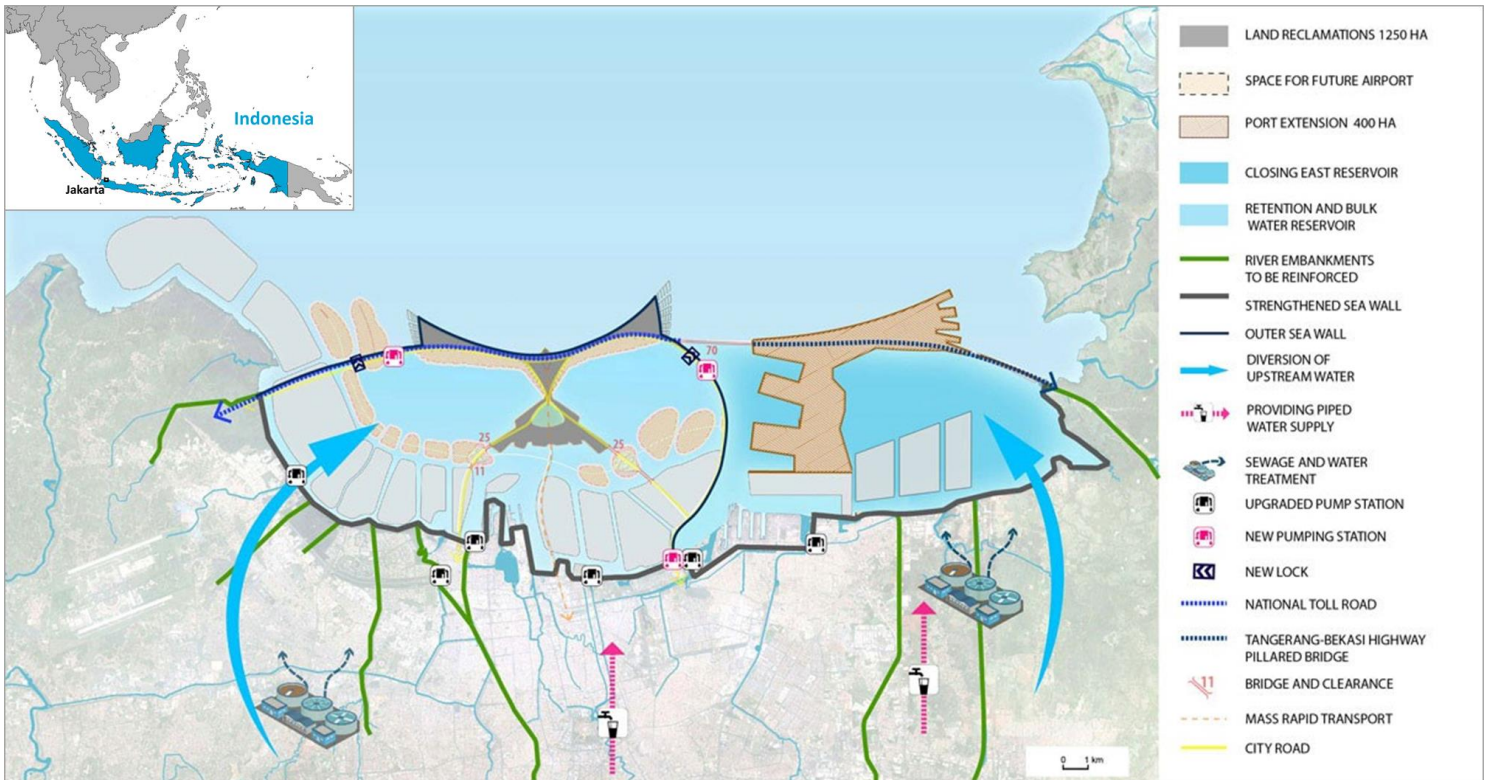 Indonesia
Jakarta
70
25
11
25
0 1 km
LAND RECLAMATIONS 1250 HA
SPACE FOR FUTURE AIRPORT
PORT EXTENSION 400 HA
CLOSING EAST RESERVOIR
RETENTION AND BULK
WATER RESERVOIR
RIVER EMBANKMENTS
TO BE REINFORCED
STRENGTHENED SEA WALL
OUTER SEA WALL
DIVERSION OF
UPSTREAM WATER
PROVIDING PIPED
WATER SUPPLY
SEWAGE AND WATER
TREATMENT
UPGRADED PUMP STATION
NEW PUMPING STATION
NEW LOCK
NATIONAL TOLL ROAD
TANGERANG-BEKASI HIGHWAY
PILLARED BRIDGE
11 BRIDGE AND CLEARANCE
MASS RAPID TRANSPORT
CITY ROAD